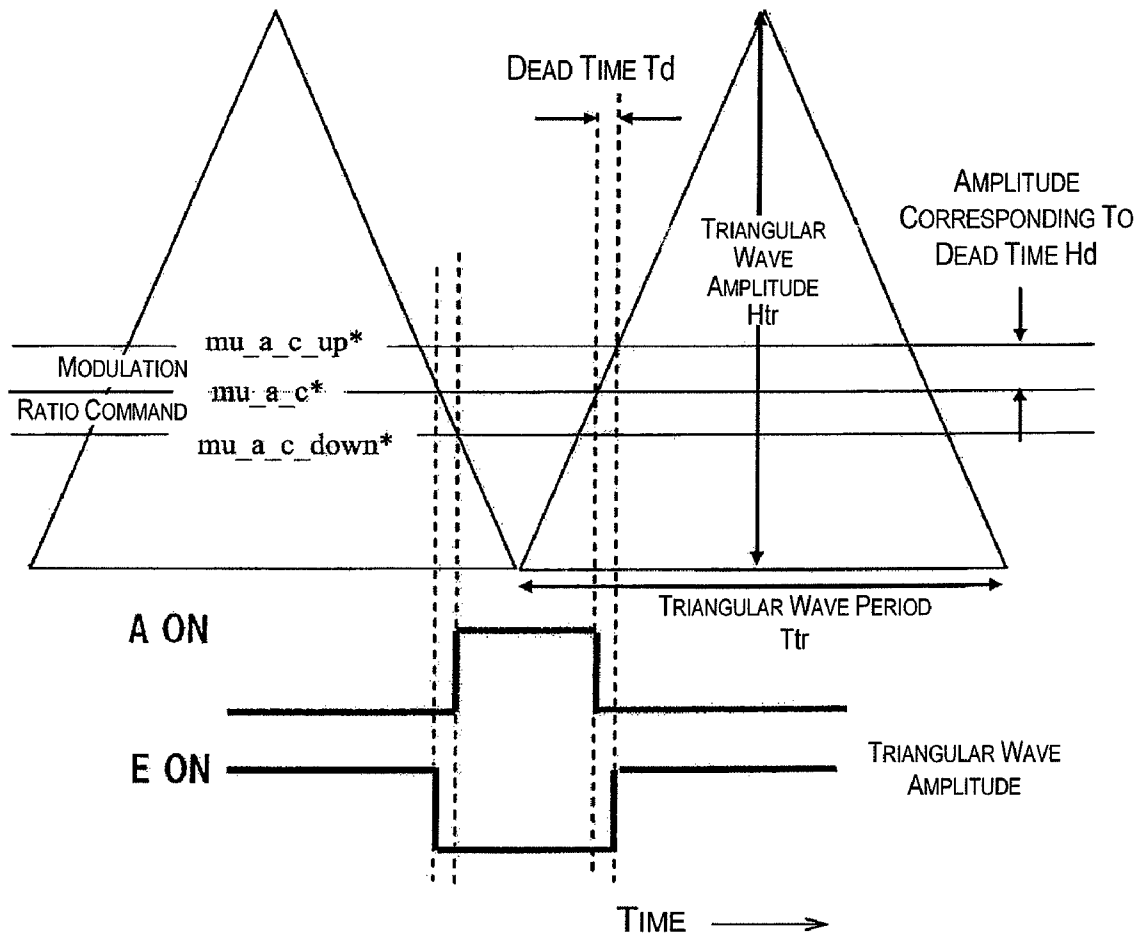 DEAD TIME Td
AMPLITUDE
CORRESPONDING TO
DEAD TIME Hd
TRIANGULAR
WAVE
AMPLITUDE
Htr
mu_a_c_up*
MODULATION
mu_a_c*
RATIO COMMAND
mu_a_c_down*
TRIANGULAR WAVE PERIOD
Ttr
A ON
E ON
TRIANGULAR WAVE
AMPLITUDE
TIME